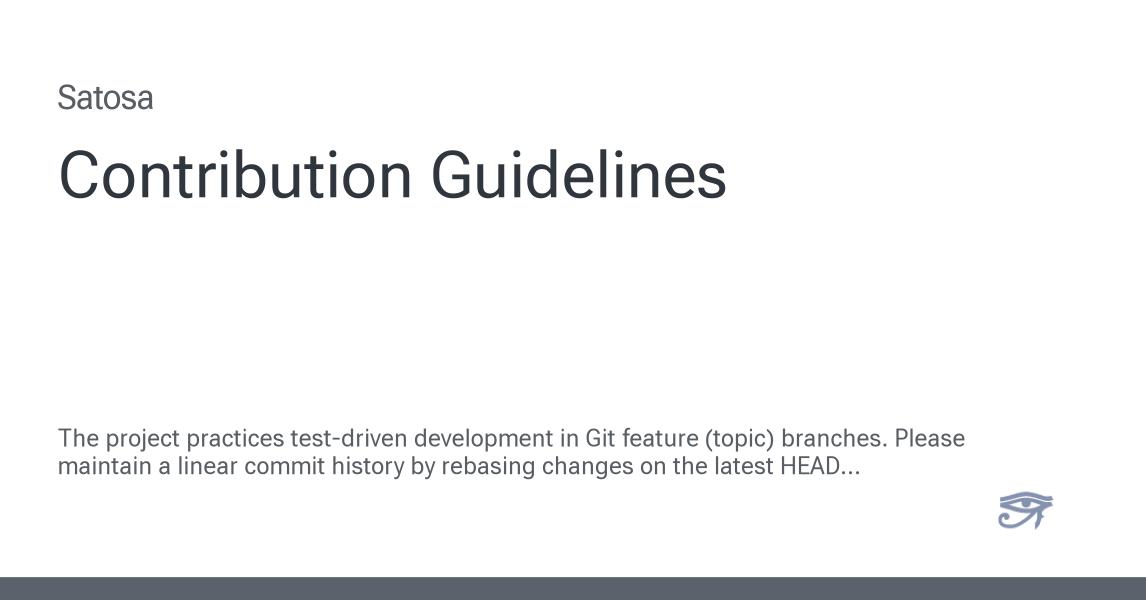 Satosa
Contribution Guidelines
The project practices test-driven development in Git feature (topic) branches. Please
maintain a linear commit history by rebasing changes on the latest HEAD...